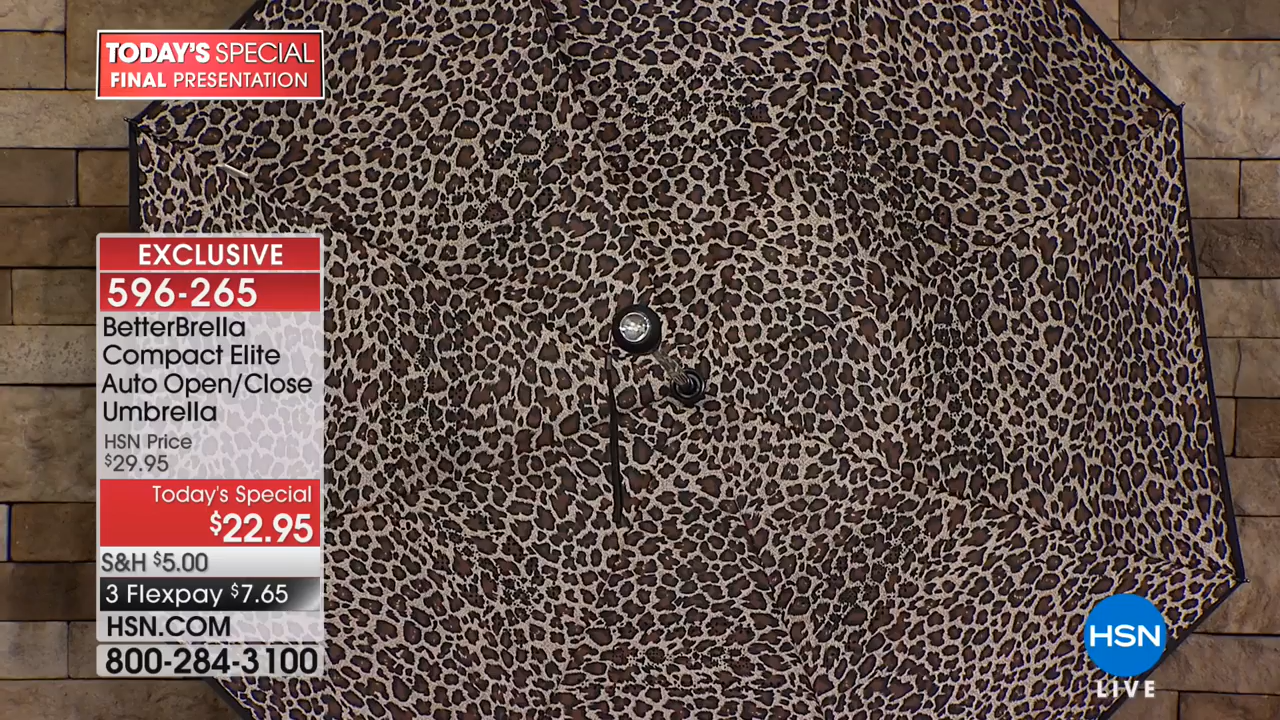 TODAY'S SPECIAL
FINAL PRESENTATION
EXCLUSIVE
596-265
BetterBrella
Compact Elite
Auto Open/Close
Umbrella
HSN Price
$29.95
Today's Special
$22.95
S&H $5.00
3 Flexpay $7.65
HSN.COM
800-284-3100
HSN
LIVE